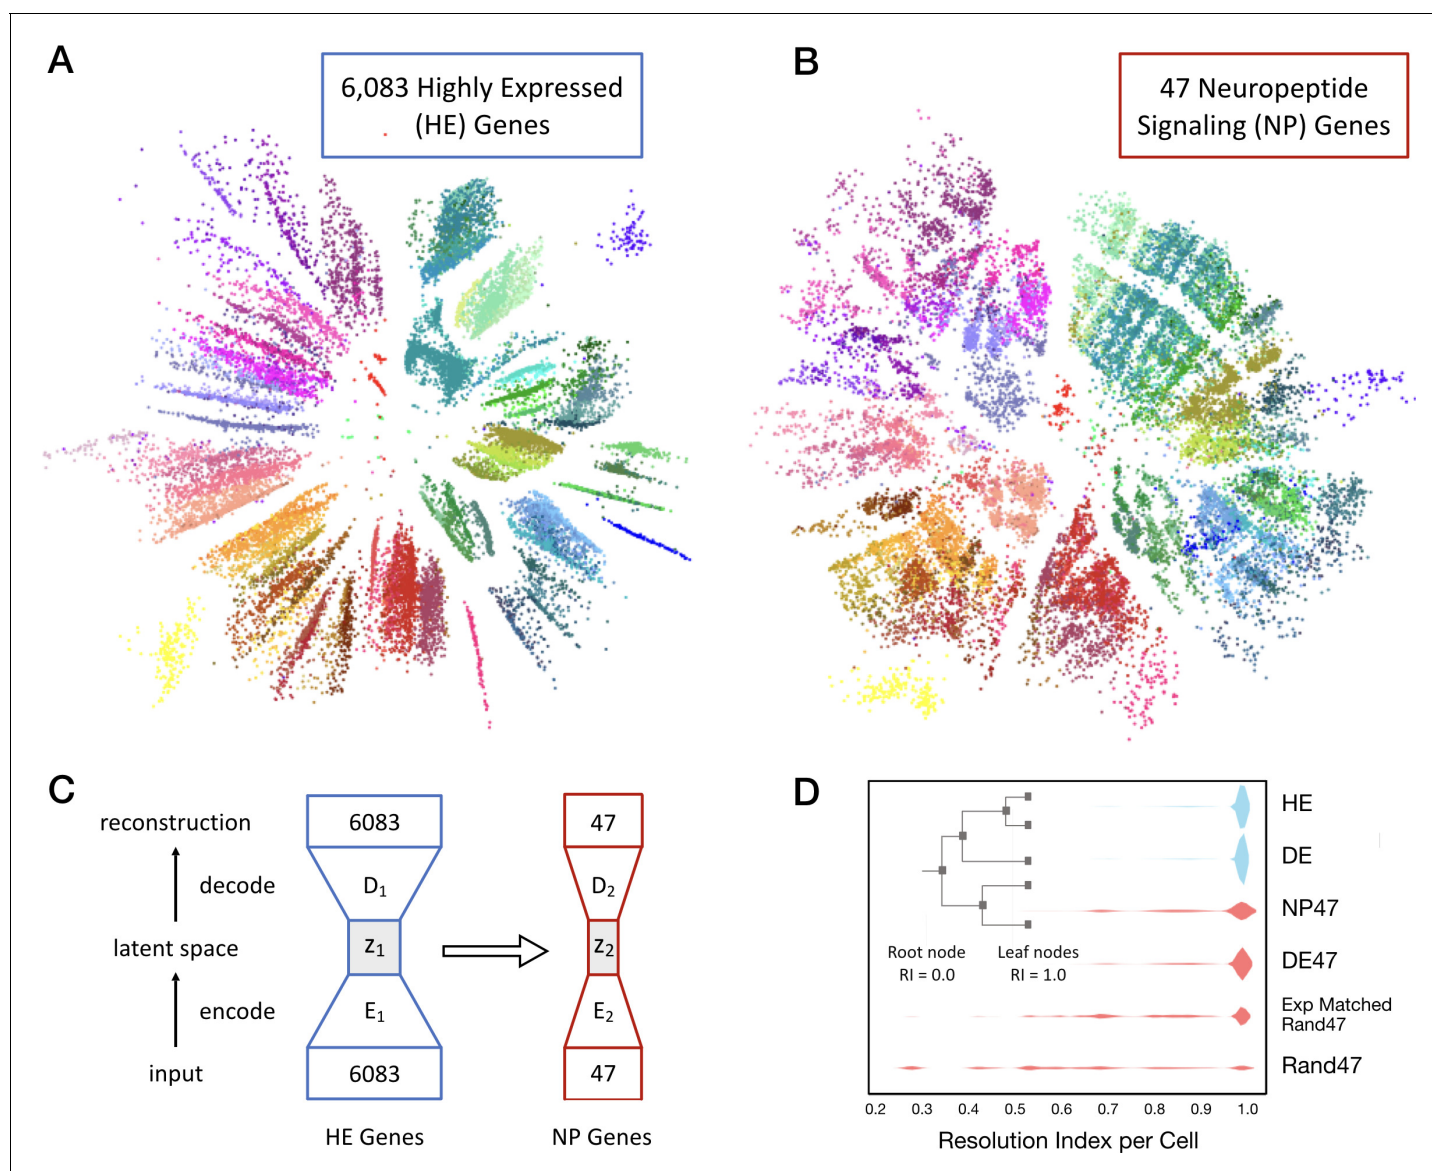 A
6,083 Highly Expressed
(HE) Genes
B
47 Neuropeptide
Signaling (NP) Genes
C
reconstruction
decode
latent space
encode
input
6083
D1
z1
E1
6083
HE Genes
47
D2
z2
E2
47
NP Genes
D
Root node
RI = 0.0
Leaf nodes
RI = 1.0
HE
DE
NP47
DE47
Exp Matched
Rand47
Rand47
0.2 0.3 0.4 0.5 0.6 0.7 0.8 0.9 1.0
Resolution Index per Cell